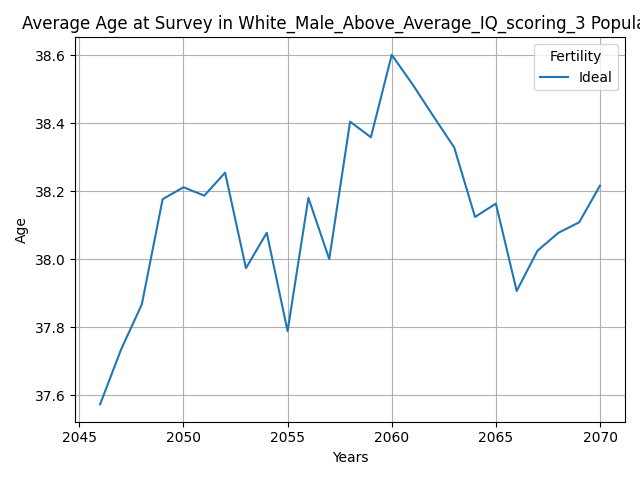 Average Age at Survey in White_Male_Above_Average_IQ_scoring_3 Popula
Fertility
Ideal
38.6
38.4
38.2
38.0
37.8
37.6
Age
2045 2050 2055 2060 2065 2070
Years